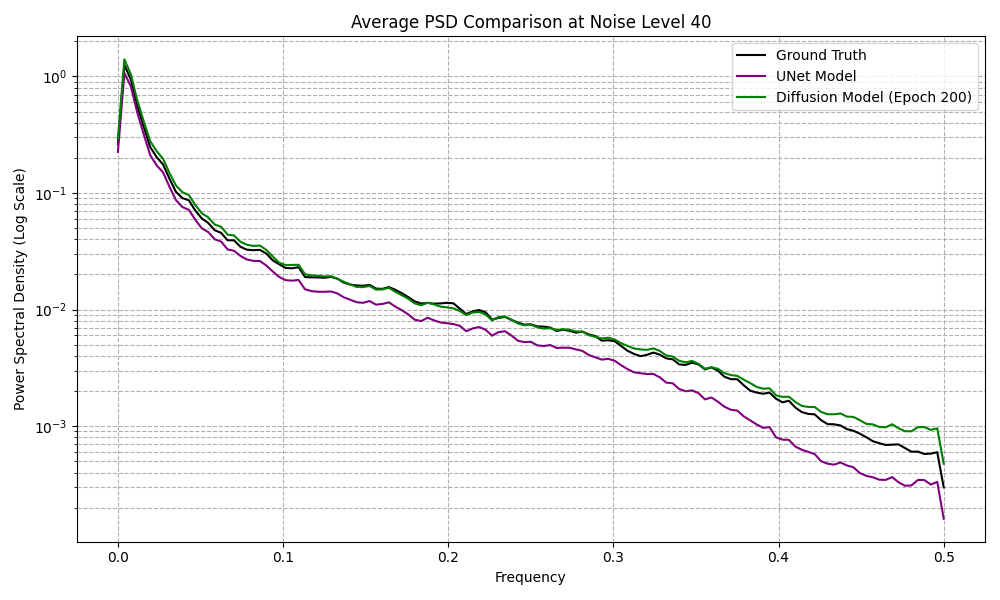 Average PSD Comparison at Noise Level 40
Ground Truth
UNet Model
Diffusion Model (Epoch 200)
Power Spectral Density (Log Scale)
10⁰
10⁻¹
10⁻²
10⁻³
0.0 0.1 0.2 0.3 0.4 0.5
Frequency